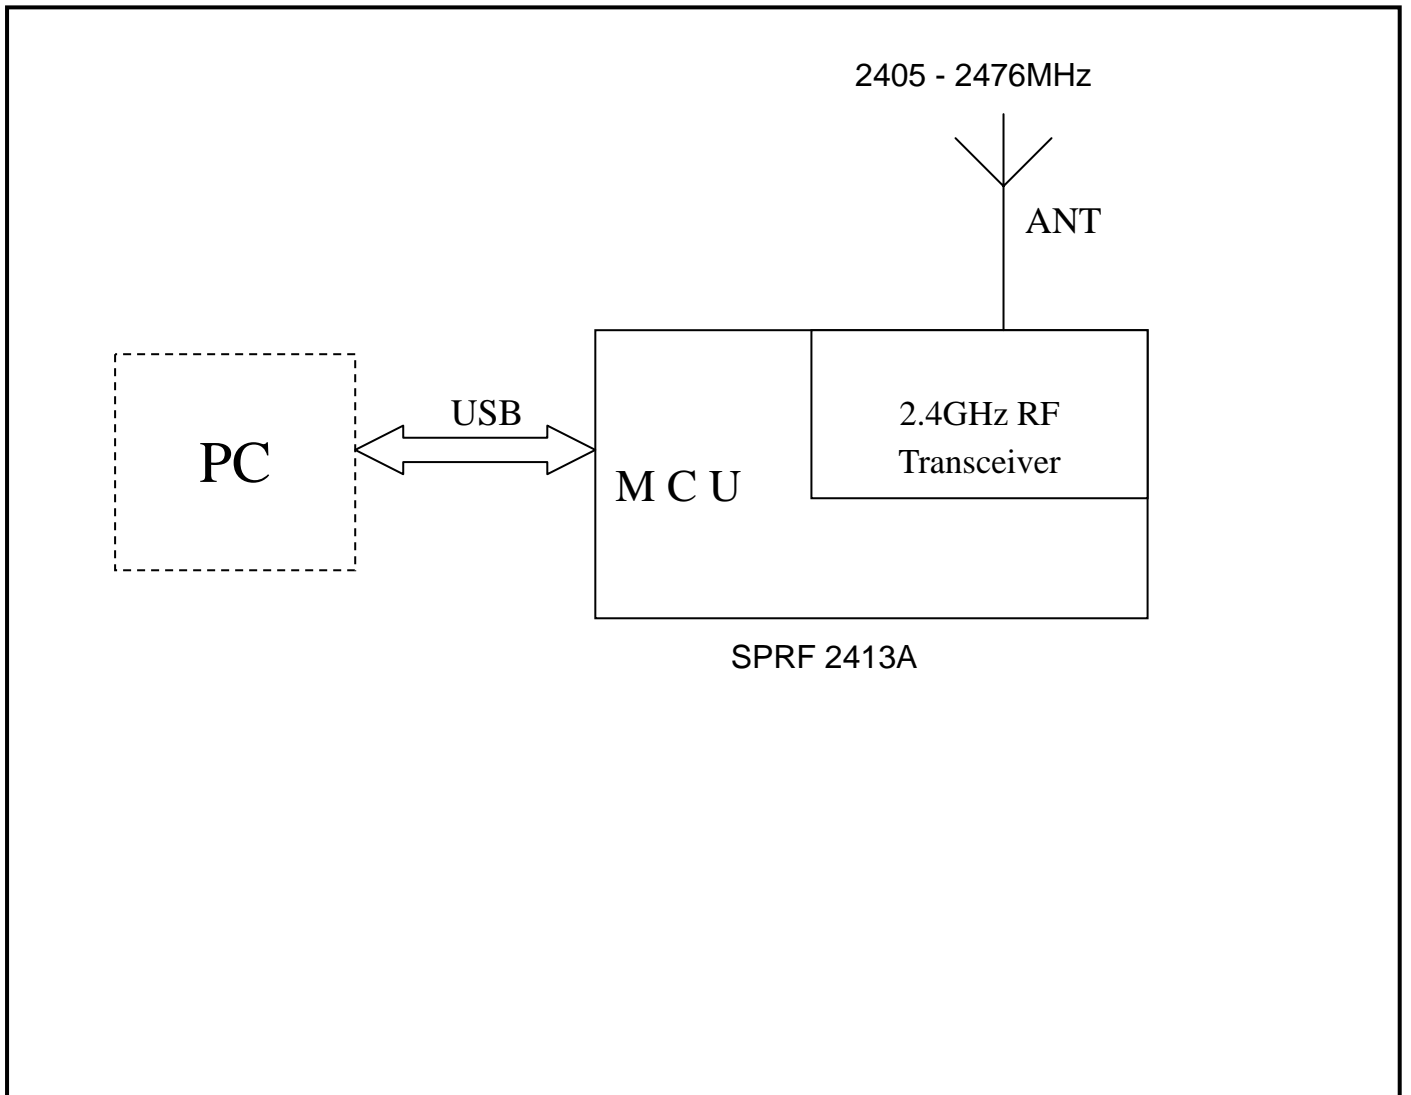 2405 - 2476MHz
ANT
USB
PC
M C U
2.4GHz RF
Transceiver
SPRF 2413A